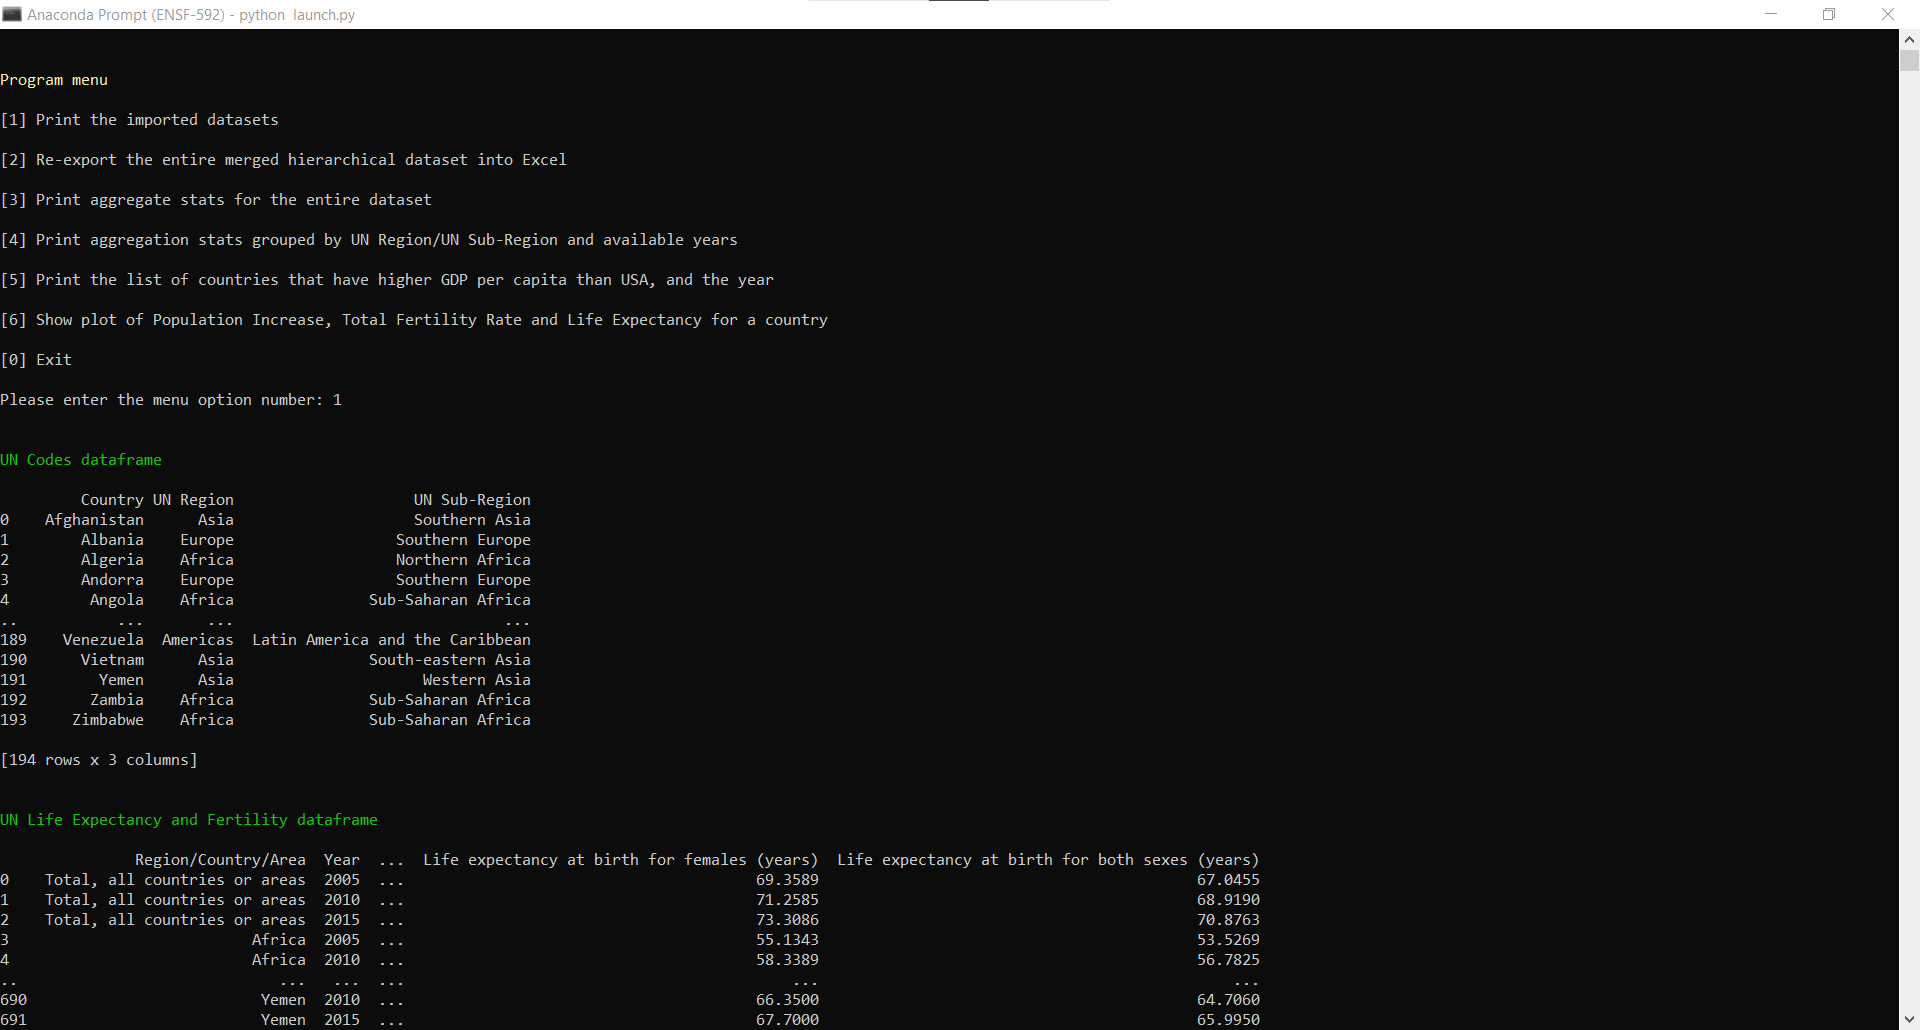 Anaconda Prompt (ENSF-592) - python  launch.py
Program menu
[1] Print the imported datasets
[2] Re-export the entire merged hierarchical dataset into Excel
[3] Print aggregate stats for the entire dataset
[4] Print aggregation stats grouped by UN Region/UN Sub-Region and available years
[5] Print the list of countries that have higher GDP per capita than USA, and the year
[6] Show plot of Population Increase, Total Fertility Rate and Life Expectancy for a country
[0] Exit
Please enter the menu option number: 1
UN Codes dataframe
         Country UN Region                    UN Sub-Region
0    Afghanistan      Asia                    Southern Asia
1        Albania    Europe                  Southern Europe
2        Algeria    Africa                  Northern Africa
3        Andorra    Europe                  Southern Europe
4         Angola    Africa               Sub-Saharan Africa
..           ...       ...                              ...
189    Venezuela  Americas  Latin America and the Caribbean
190      Vietnam      Asia               South-eastern Asia
191        Yemen      Asia                     Western Asia
192       Zambia    Africa               Sub-Saharan Africa
193     Zimbabwe    Africa               Sub-Saharan Africa
[194 rows x 3 columns]
UN Life Expectancy and Fertility dataframe
               Region/Country/Area  Year  ...  Life expectancy at birth for females (years)  Life expectancy at birth for both sexes (years)
0    Total, all countries or areas  2005  ...                                       69.3589                                          67.0455
1    Total, all countries or areas  2010  ...                                       71.2585                                          68.9190
2    Total, all countries or areas  2015  ...                                       73.3086                                          70.8763
3                           Africa  2005  ...                                       55.1343                                          53.5269
4                           Africa  2010  ...                                       58.3389                                          56.7825
..                             ...   ...  ...                                           ...                                              ...
690                          Yemen  2010  ...                                       66.3500                                          64.7060
691                          Yemen  2015  ...                                       67.7000                                          65.9950